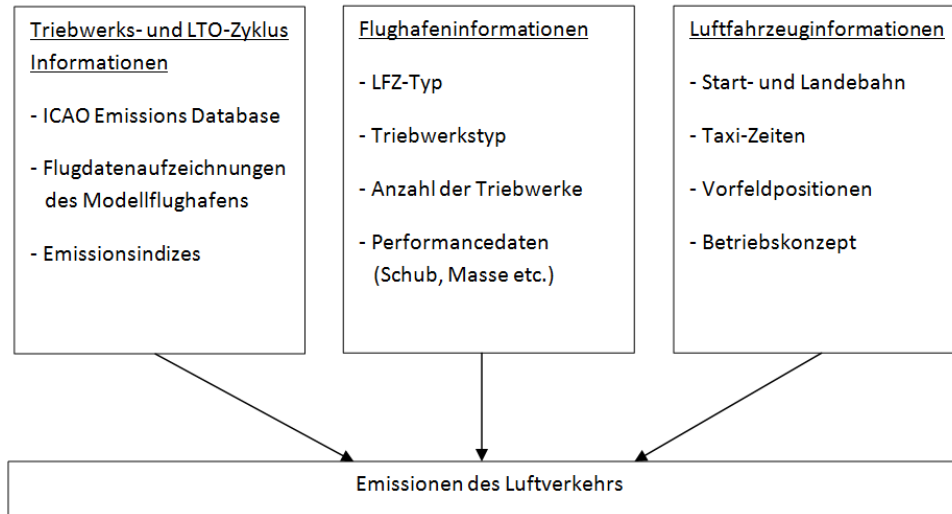 Triebwerks- und LTO-Zyklus
Informationen
- ICAO Emissions Database
- Flugdatenaufzeichnungen
des Modellflughafens
- Emissionsindizes
Flughafeninformationen
- LFZ-Typ
- Triebwerkstyp
- Anzahl der Triebwerke
- Performancedaten
(Schub, Masse etc.)
Luftfahrzeuginformationen
- Start- und Landebahn
- Taxi-Zeiten
- Vorfeldpositionen
- Betriebskonzept
Emissionen des Luftverkehrs